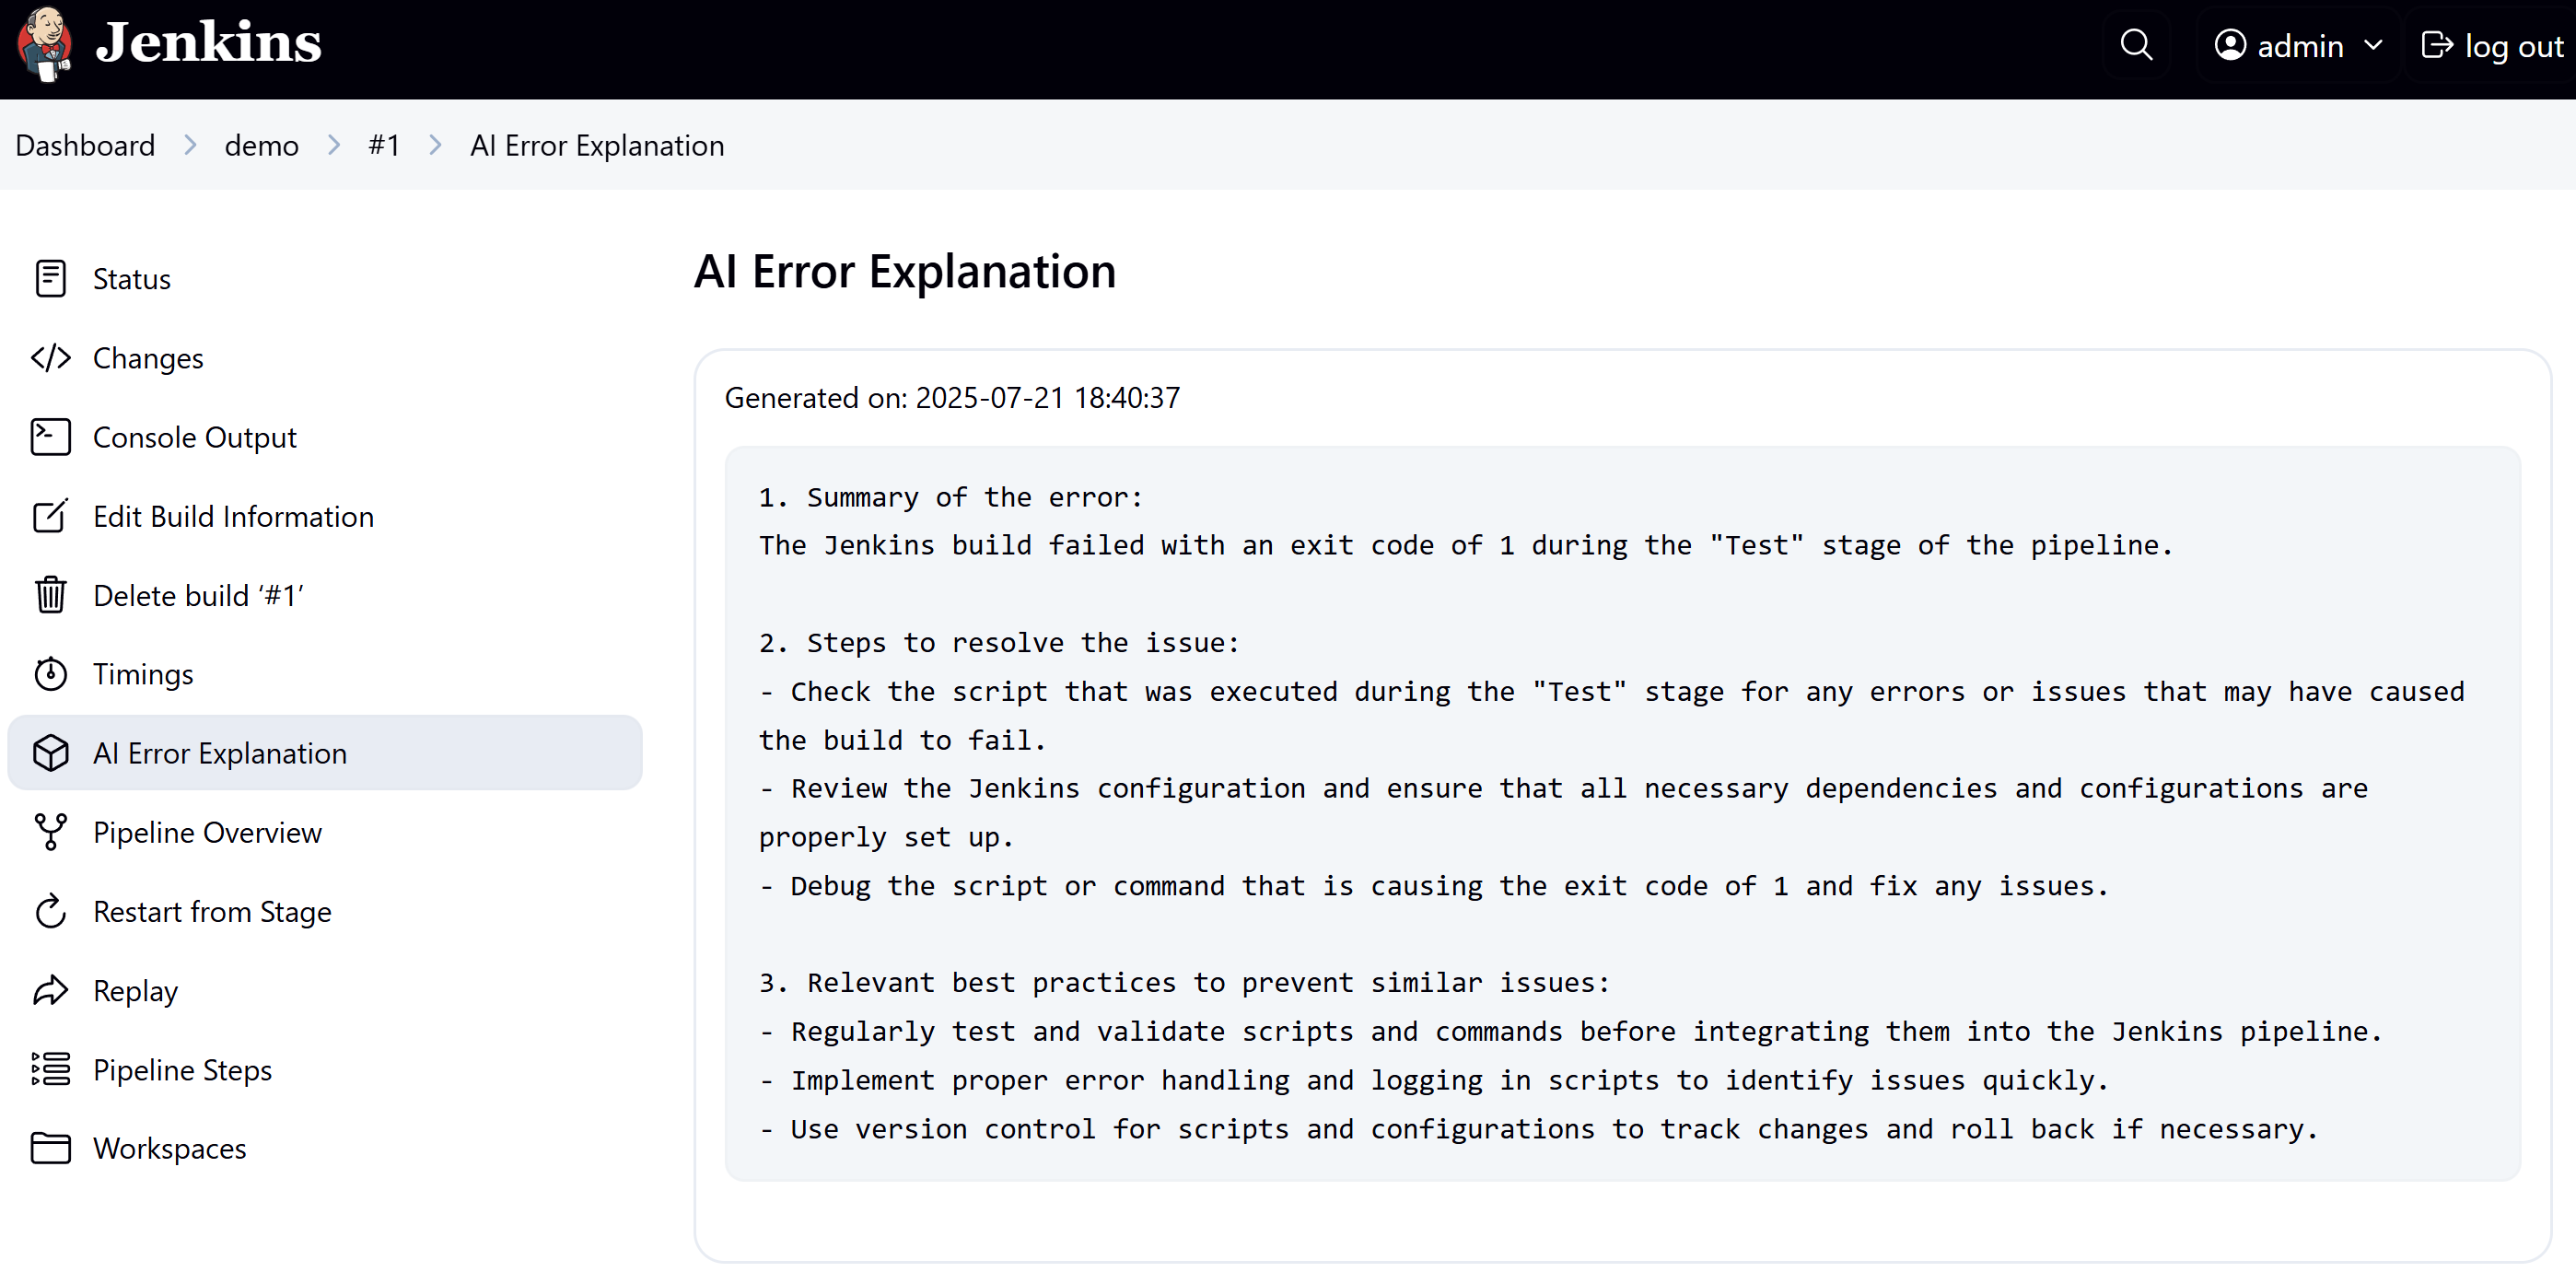 Jenkins
admin
log out
Dashboard
demo
#1
AI Error Explanation
Status
Changes
Console Output
Edit Build Information
Delete build ‘#1’
Timings
AI Error Explanation
Pipeline Overview
Restart from Stage
Replay
Pipeline Steps
Workspaces
AI Error Explanation
Generated on: 2025-07-21 18:40:37
1. Summary of the error:
The Jenkins build failed with an exit code of 1 during the "Test" stage of the pipeline.
2. Steps to resolve the issue:
- Check the script that was executed during the "Test" stage for any errors or issues that may have caused
the build to fail.
- Review the Jenkins configuration and ensure that all necessary dependencies and configurations are
properly set up.
- Debug the script or command that is causing the exit code of 1 and fix any issues.
3. Relevant best practices to prevent similar issues:
- Regularly test and validate scripts and commands before integrating them into the Jenkins pipeline.
- Implement proper error handling and logging in scripts to identify issues quickly.
- Use version control for scripts and configurations to track changes and roll back if necessary.